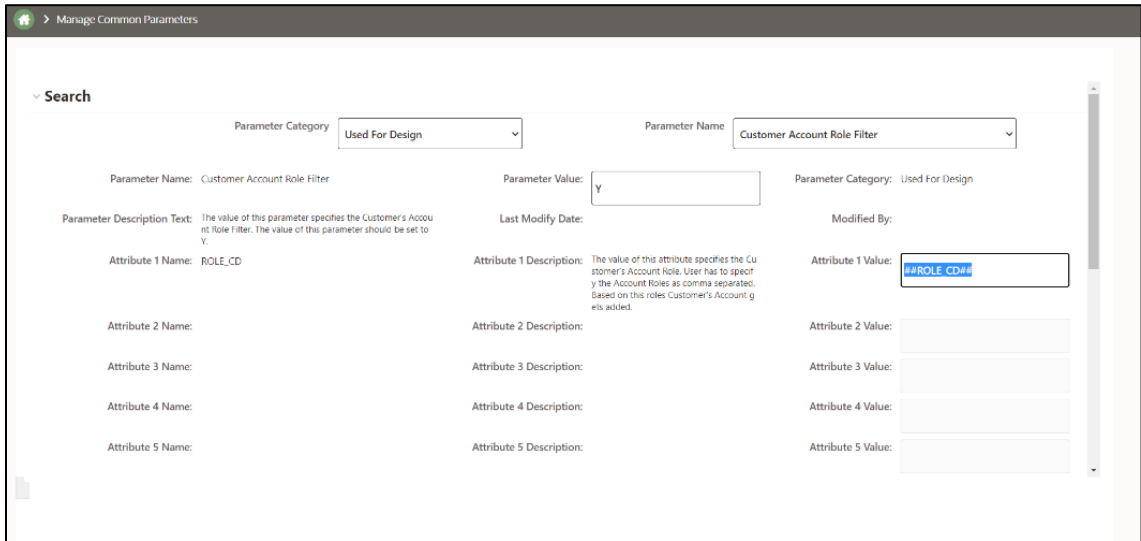 Manage Common Parameters
Search
Parameter Category Used For Design Parameter Name Customer Account Role Filter
Parameter Name: Customer Account Role Filter Parameter Value: Y Parameter Category: Used For Design
Parameter Description Text: The value of this parameter specifies the Customer's Accou
nt Role Filter. The value of this parameter should be set to
Y.
Last Modify Date: Modified By:
Attribute 1 Name: ROLE_CD Attribute 1 Description: The value of this attribute specifies the Cu
stomer's Account Role. User has to specif
y the Account Roles as comma separated.
Based on this roles Customer's Account g
ets added.
Attribute 1 Value: ##ROLE_CD##
Attribute 2 Name: Attribute 2 Description: Attribute 2 Value:
Attribute 3 Name: Attribute 3 Description: Attribute 3 Value:
Attribute 4 Name: Attribute 4 Description: Attribute 4 Value:
Attribute 5 Name: Attribute 5 Description: Attribute 5 Value: